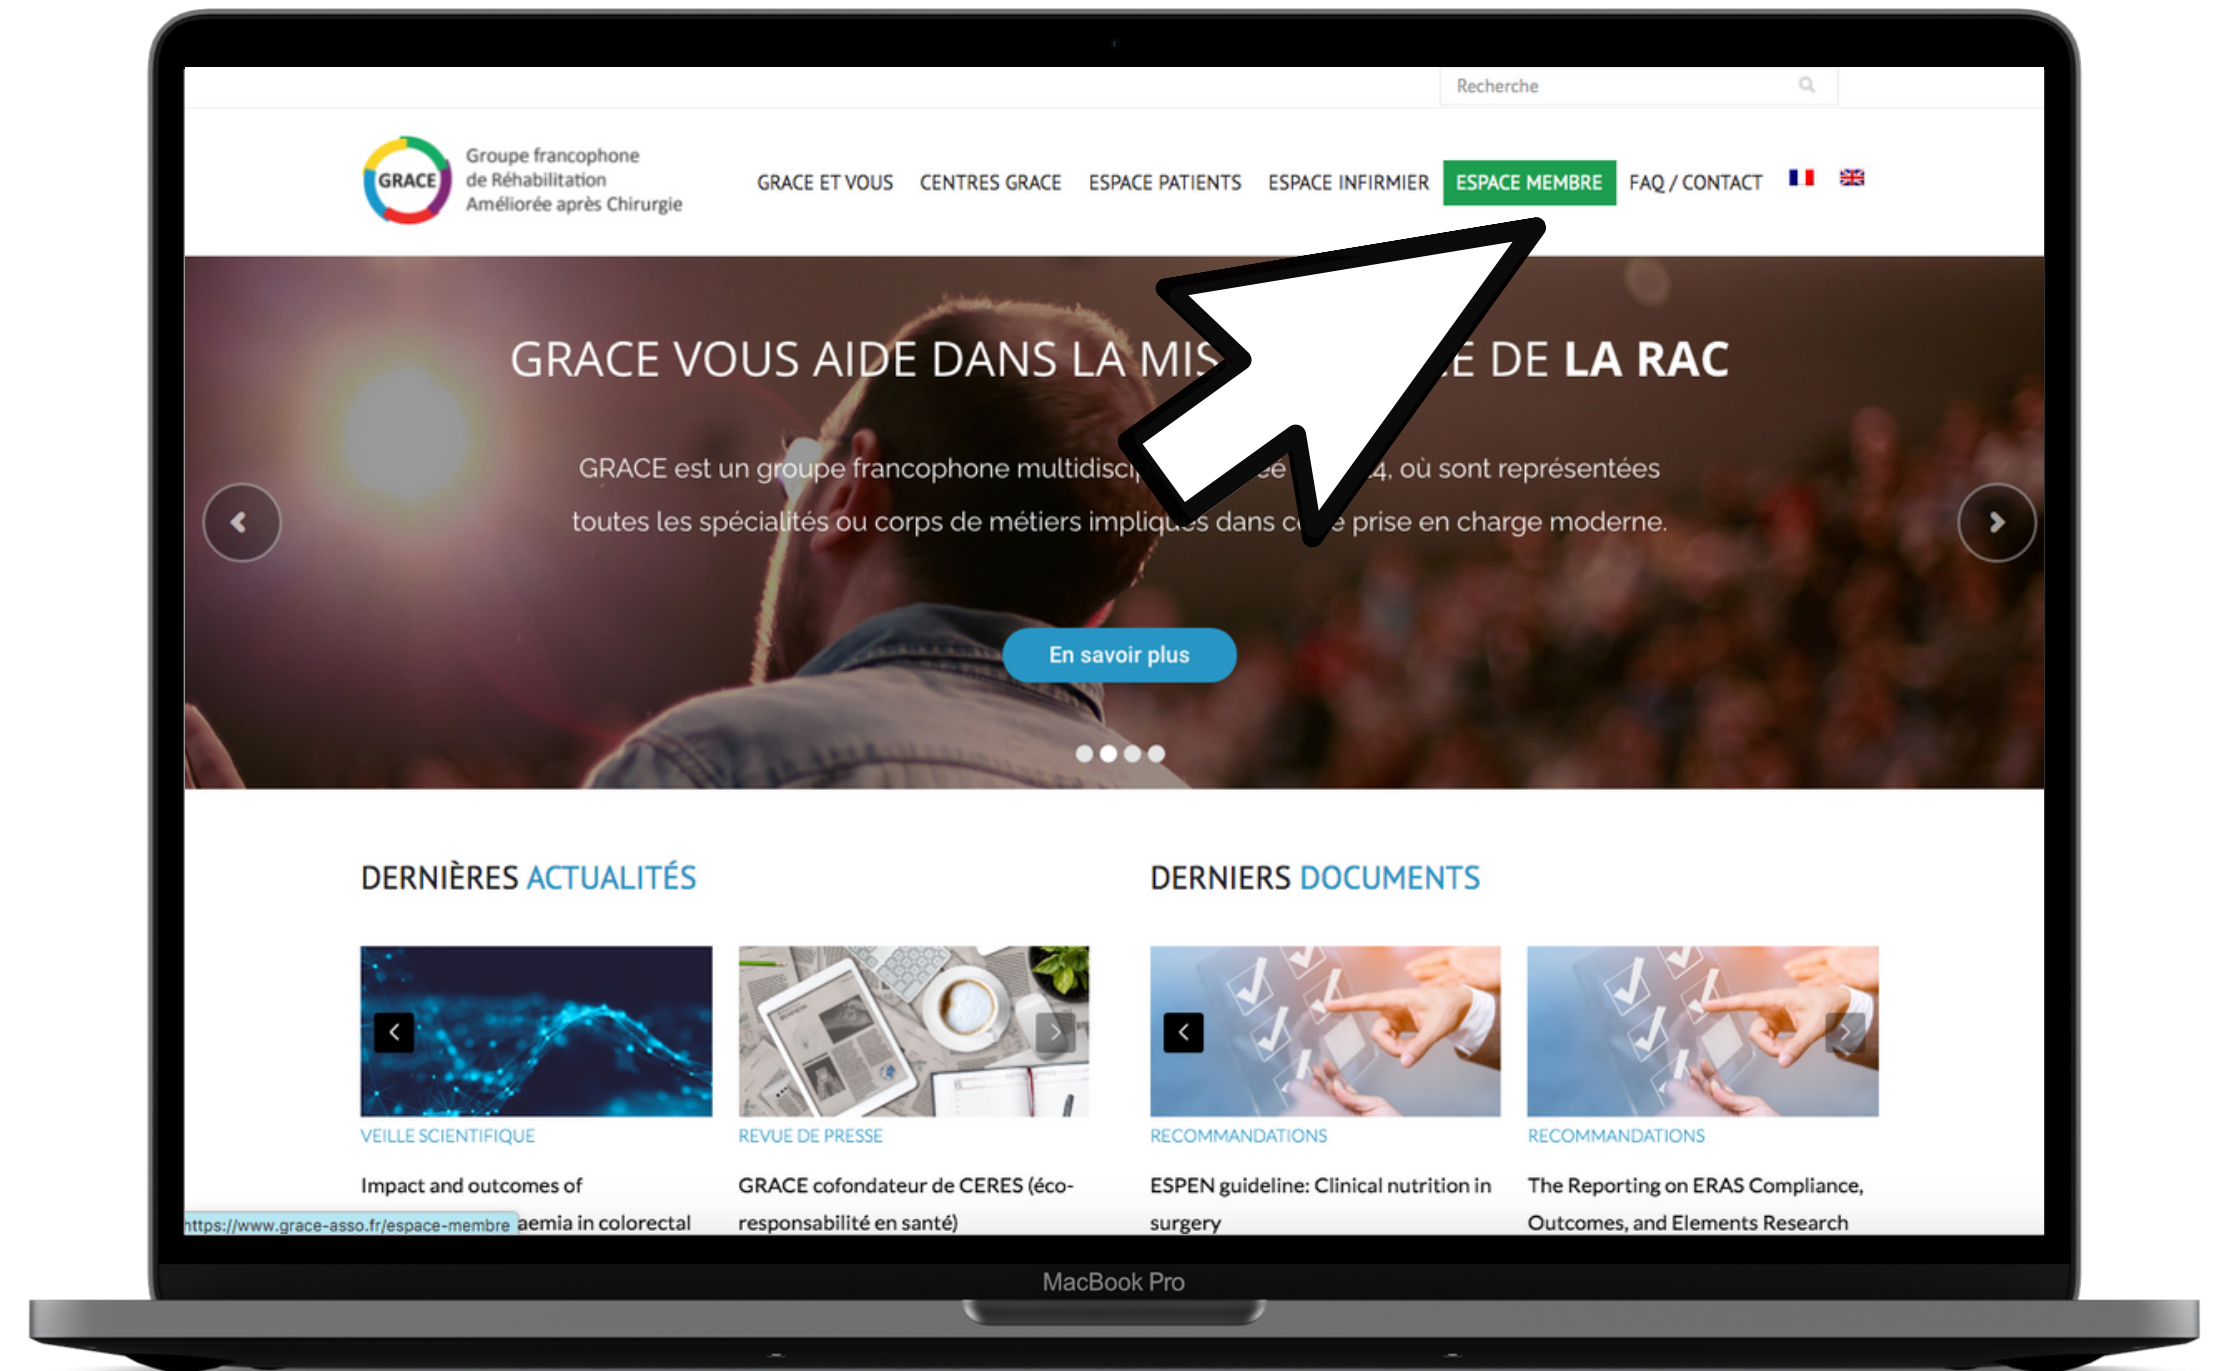 Recherche
GRACE
Groupe francophone
de Réhabilitation
Améliorée après Chirurgie
GRACE ET VOUS
CENTRES GRACE
ESPACE PATIENTS
ESPACE INFIRMIER
ESPACE MEMBRE
FAQ / CONTACT
GRACE VOUS AIDE DANS LA MIS E DE LA RAC
GRACE est un groupe francophone multidiscip 4, où sont représentées
toutes les spécialités ou corps de métiers impliqués dans prise en charge moderne.
En savoir plus
DERNIÈRES ACTUALITÉS
DERNIERS DOCUMENTS
VEILLE SCIENTIFIQUE
Impact and outcomes of
aemia in colorectal
REVUE DE PRESSE
GRACE cofondateur de CERES (éco-
responsabilité en santé)
RECOMMANDATIONS
ESPEN guideline: Clinical nutrition in
surgery
RECOMMANDATIONS
The Reporting on ERAS Compliance,
Outcomes, and Elements Research
https://www.grace-asso.fr/espace-membre
MacBook Pro